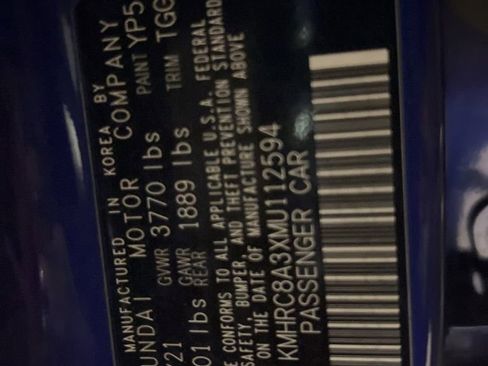 MANUFACTURED IN KOREA BY
UNDAI MOTOR COMPANY
/21 GVWR 3770 lbs PAINT YP5
01 lbs GAWR REAR 1889 lbs TRIM TGG
E CONFORMS TO ALL APPLICABLE U.S.A. FEDERAL
SAFETY, BUMPER, AND THEFT PREVENTION STANDARD
ON THE DATE OF MANUFACTURE SHOWN ABOVE
KMHRC8A3XMU112594
PASSENGER CAR